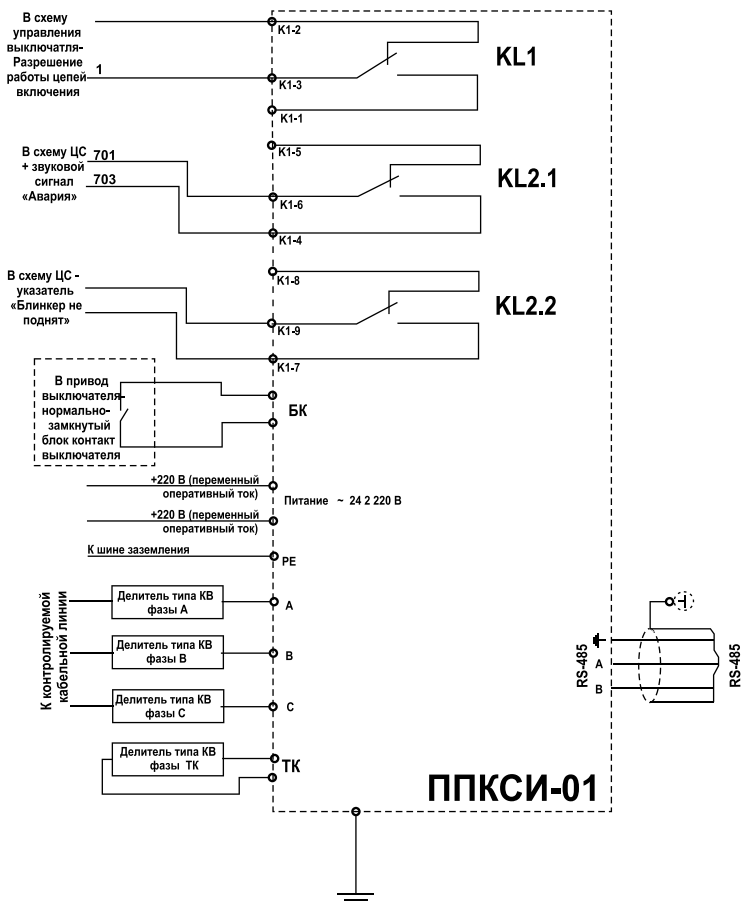 В схему
управления
выключатля-
Разрешение
работы цепей
включения
1
K1-2
K1-3
K1-1
KL1
В схему ЦС
+ звуковой
сигнал
«Авария»
701
703
K1-5
K1-6
K1-4
KL2.1
В схему ЦС -
указатель
«Блинкер не
поднят»
K1-8
K1-9
K1-7
KL2.2
В привод
выключателя-
нормально-
замкнутый
блок контакт
выключателя
БК
+220 В (переменный
оперативный ток)
Питание ~ 24 2 220 В
+220 В (переменный
оперативный ток)
К шине заземления
PE
К контролируемой
кабельной линии
Делитель типа КВ
фазы А
A
Делитель типа КВ
фазы В
B
Делитель типа КВ
фазы С
C
Делитель типа КВ
фазы ТК
ТК
RS-485
A
B
RS-485
ППКСИ-01